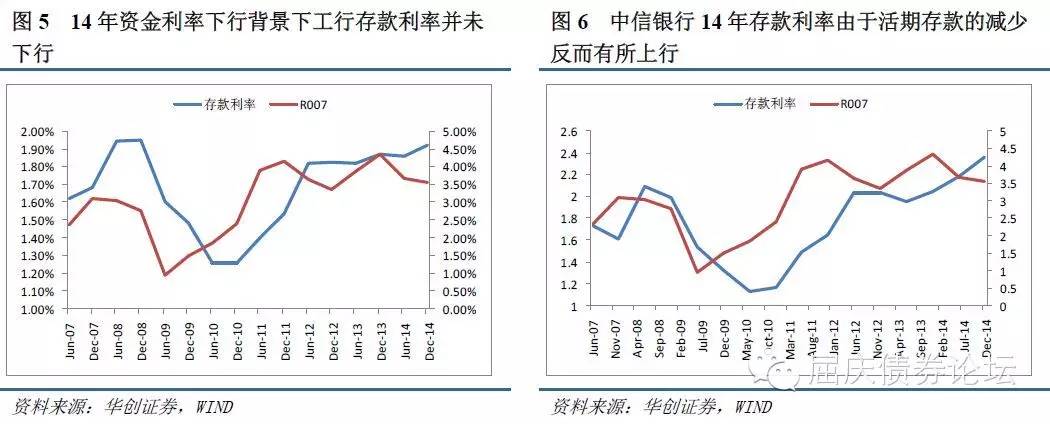 图 5 14 年资金利率下行背景下工行存款利率并未
下行
存款利率 R007
2.00%
1.90%
1.80%
1.70%
1.60%
1.50%
1.40%
1.30%
1.20%
1.10%
1.00%
5.00%
4.50%
4.00%
3.50%
3.00%
2.50%
2.00%
1.50%
1.00%
0.50%
0.00%
Jun-07
Dec-07
Jun-08
Dec-08
Jun-09
Dec-09
Jun-10
Dec-10
Jun-11
Dec-11
Jun-12
Dec-12
Jun-13
Dec-13
Jun-14
Dec-14
资料来源：华创证券，WIND
图 6 中信银行 14 年存款利率由于活期存款的减少
反而有所上行
存款利率 R007
2.6
2.4
2.2
2
1.8
1.6
1.4
1.2
1
5
4.5
4
3.5
3
2.5
2
1.5
1
0.5
0
Jun-07
Nov-07
Apr-08
Sep-08
Feb-09
Jul-09
Dec-09
May-10
Oct-10
Mar-11
Aug-11
Jan-12
Jun-12
Nov-12
Apr-13
Sep-13
Feb-14
Jul-14
Dec-14
屈庆债券论坛
资料来源：华创证券，WIND